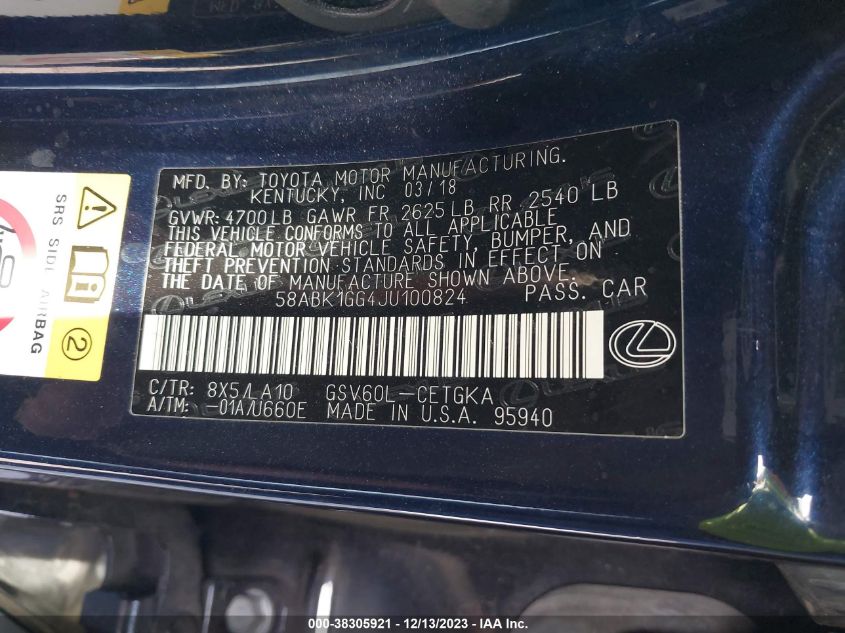 MFD. BY: TOYOTA MOTOR MANUFACTURING.
KENTUCKY, INC 03/18
GVWR: 4700LB GAWR FR 2625LB RR 2540 LB
THIS VEHICLE CONFORMS TO ALL APPLICABLE
FEDERAL MOTOR VEHICLE SAFETY, BUMPER, AND
THEFT PREVENTION STANDARDS IN EFFECT ON
THE DATE OF MANUFACTURE SHOWN ABOVE.
58ABK1GG4JU100824 PASS. CAR
C/TR: 8X5/LA10 GSV60L-CETGKA
A/TM: -01A/U660E MADE IN U.S.A. 95940
SRS SIDE AIRBAG
2
000-38305921 - 12/13/2023 - IAAI Inc.